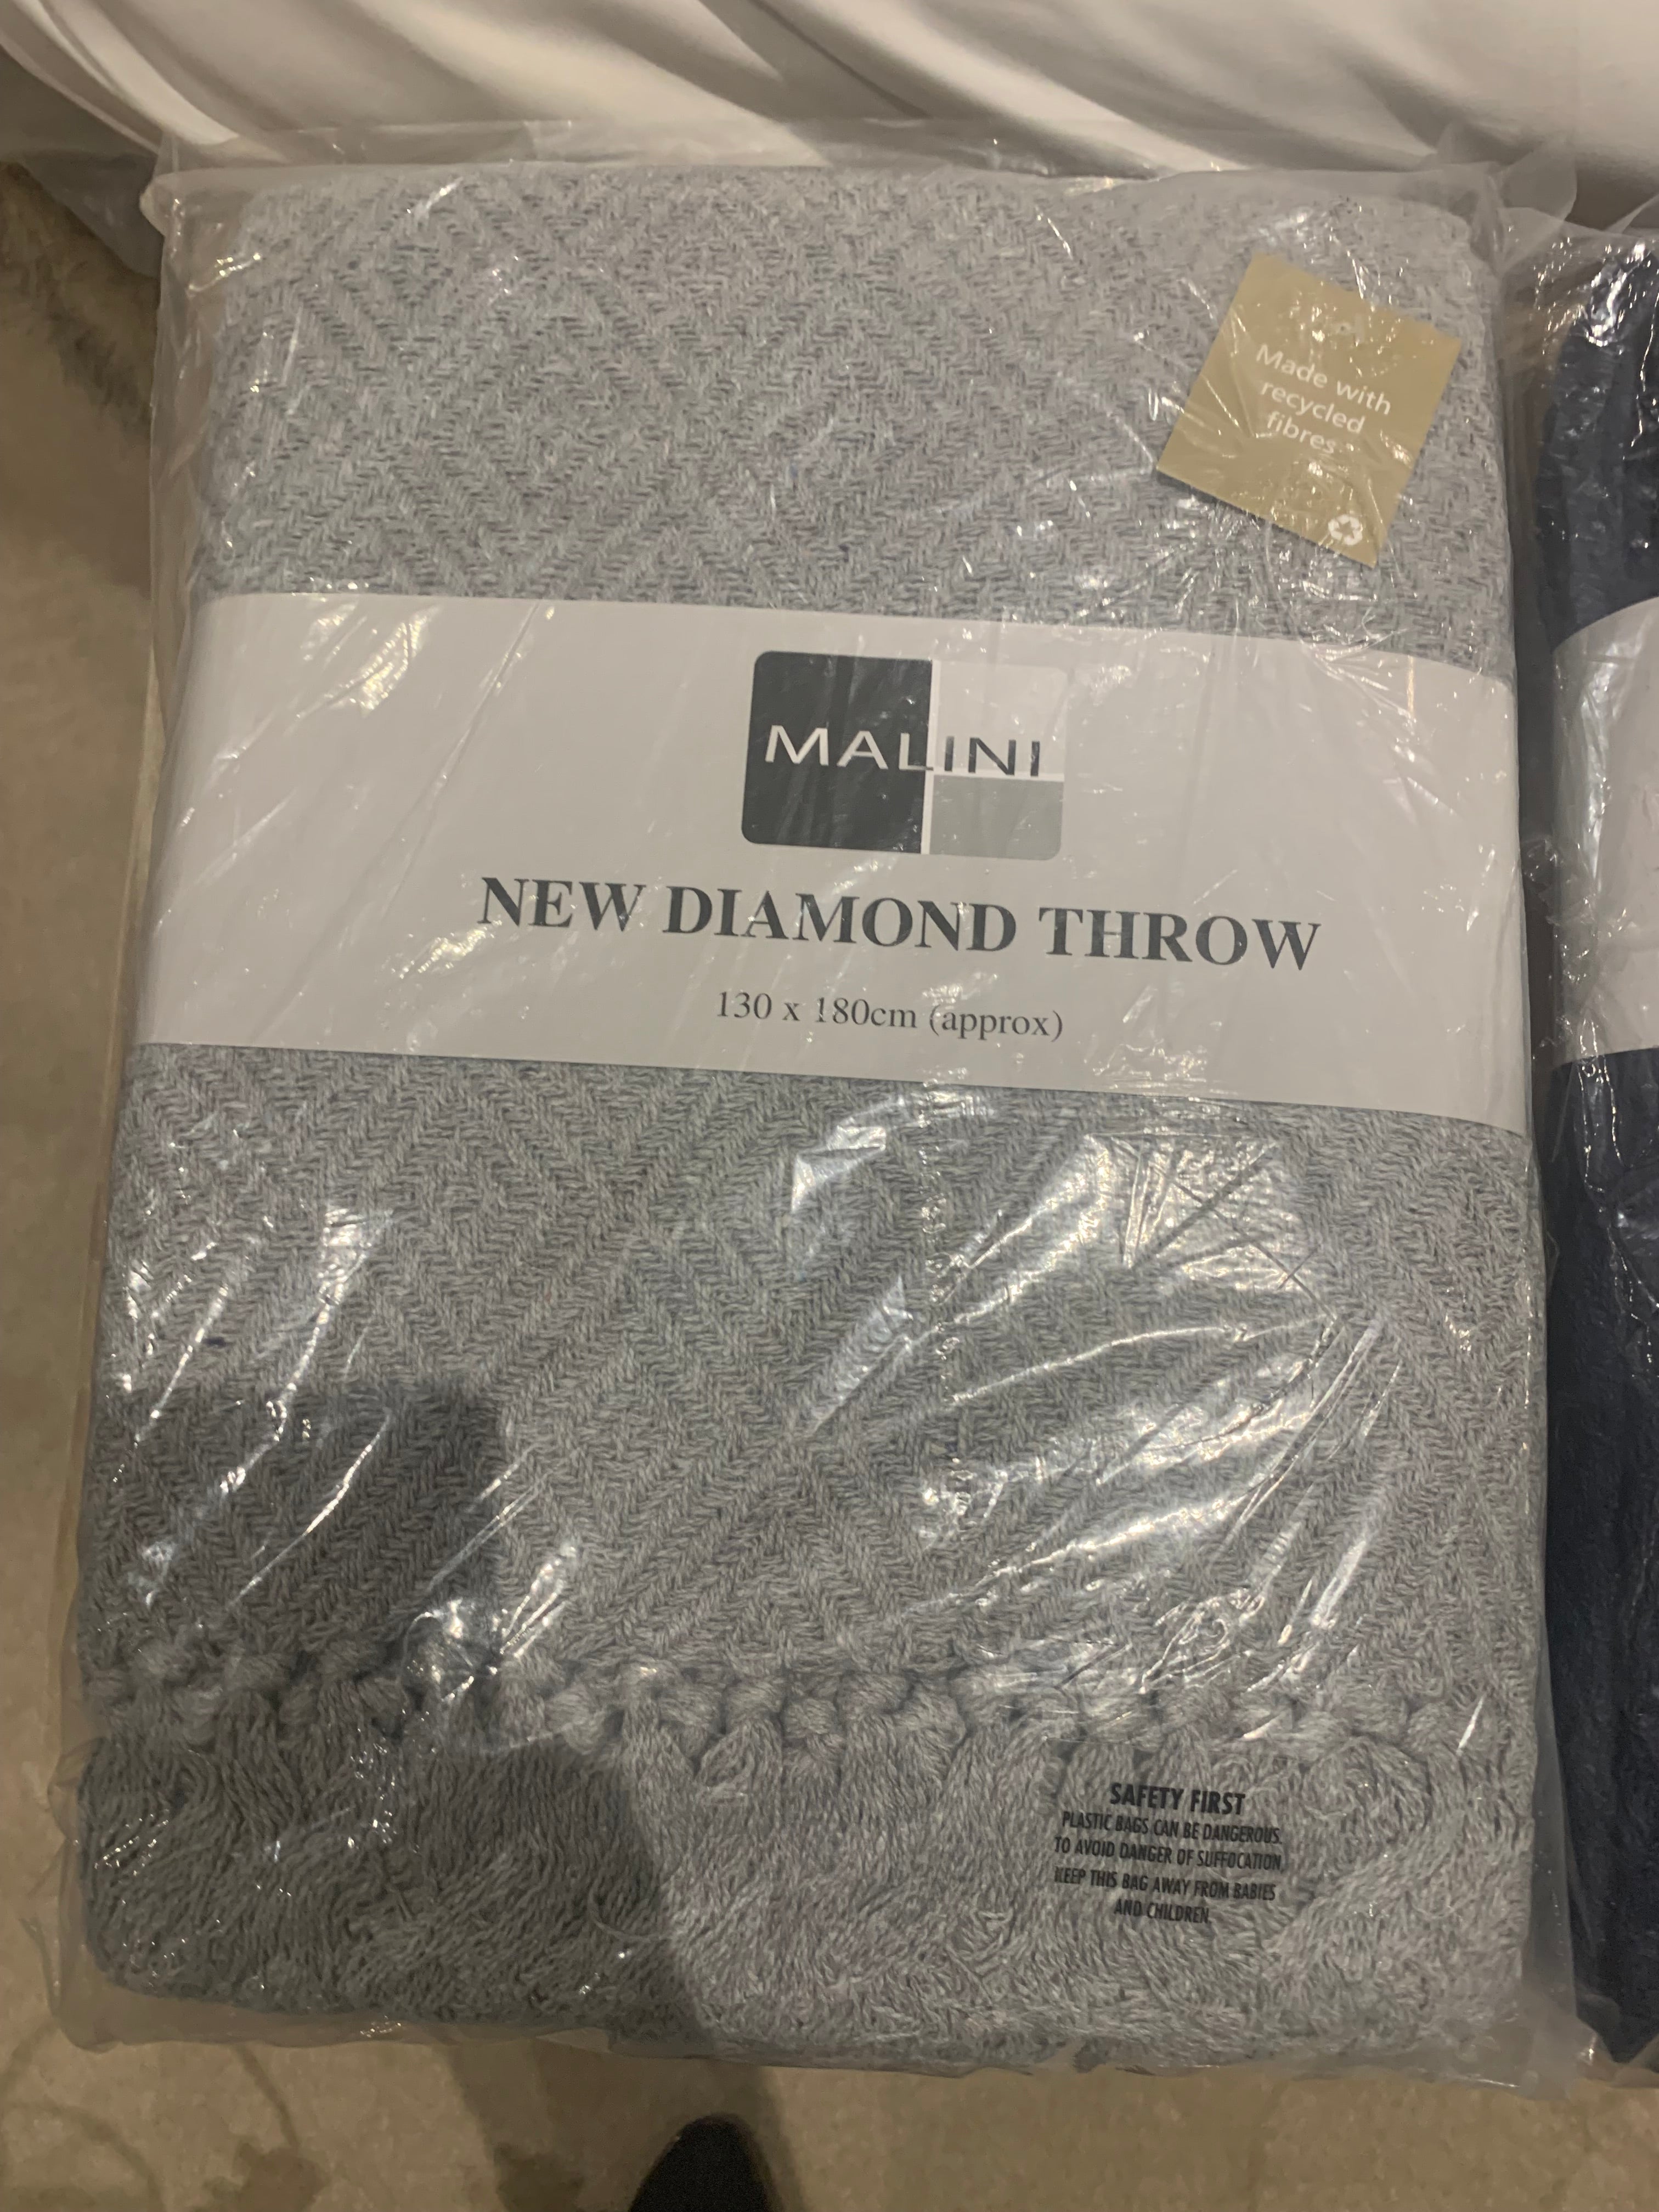 Made with
recycled
fibres
MALINI
NEW DIAMOND THROW
130 x 180cm (approx)
SAFETY FIRST
PLASTIC BAGS CAN BE DANGEROUS.
TO AVOID DANGER OF SUFFOCATION,
KEEP THIS BAG AWAY FROM BABIES
AND CHILDREN.